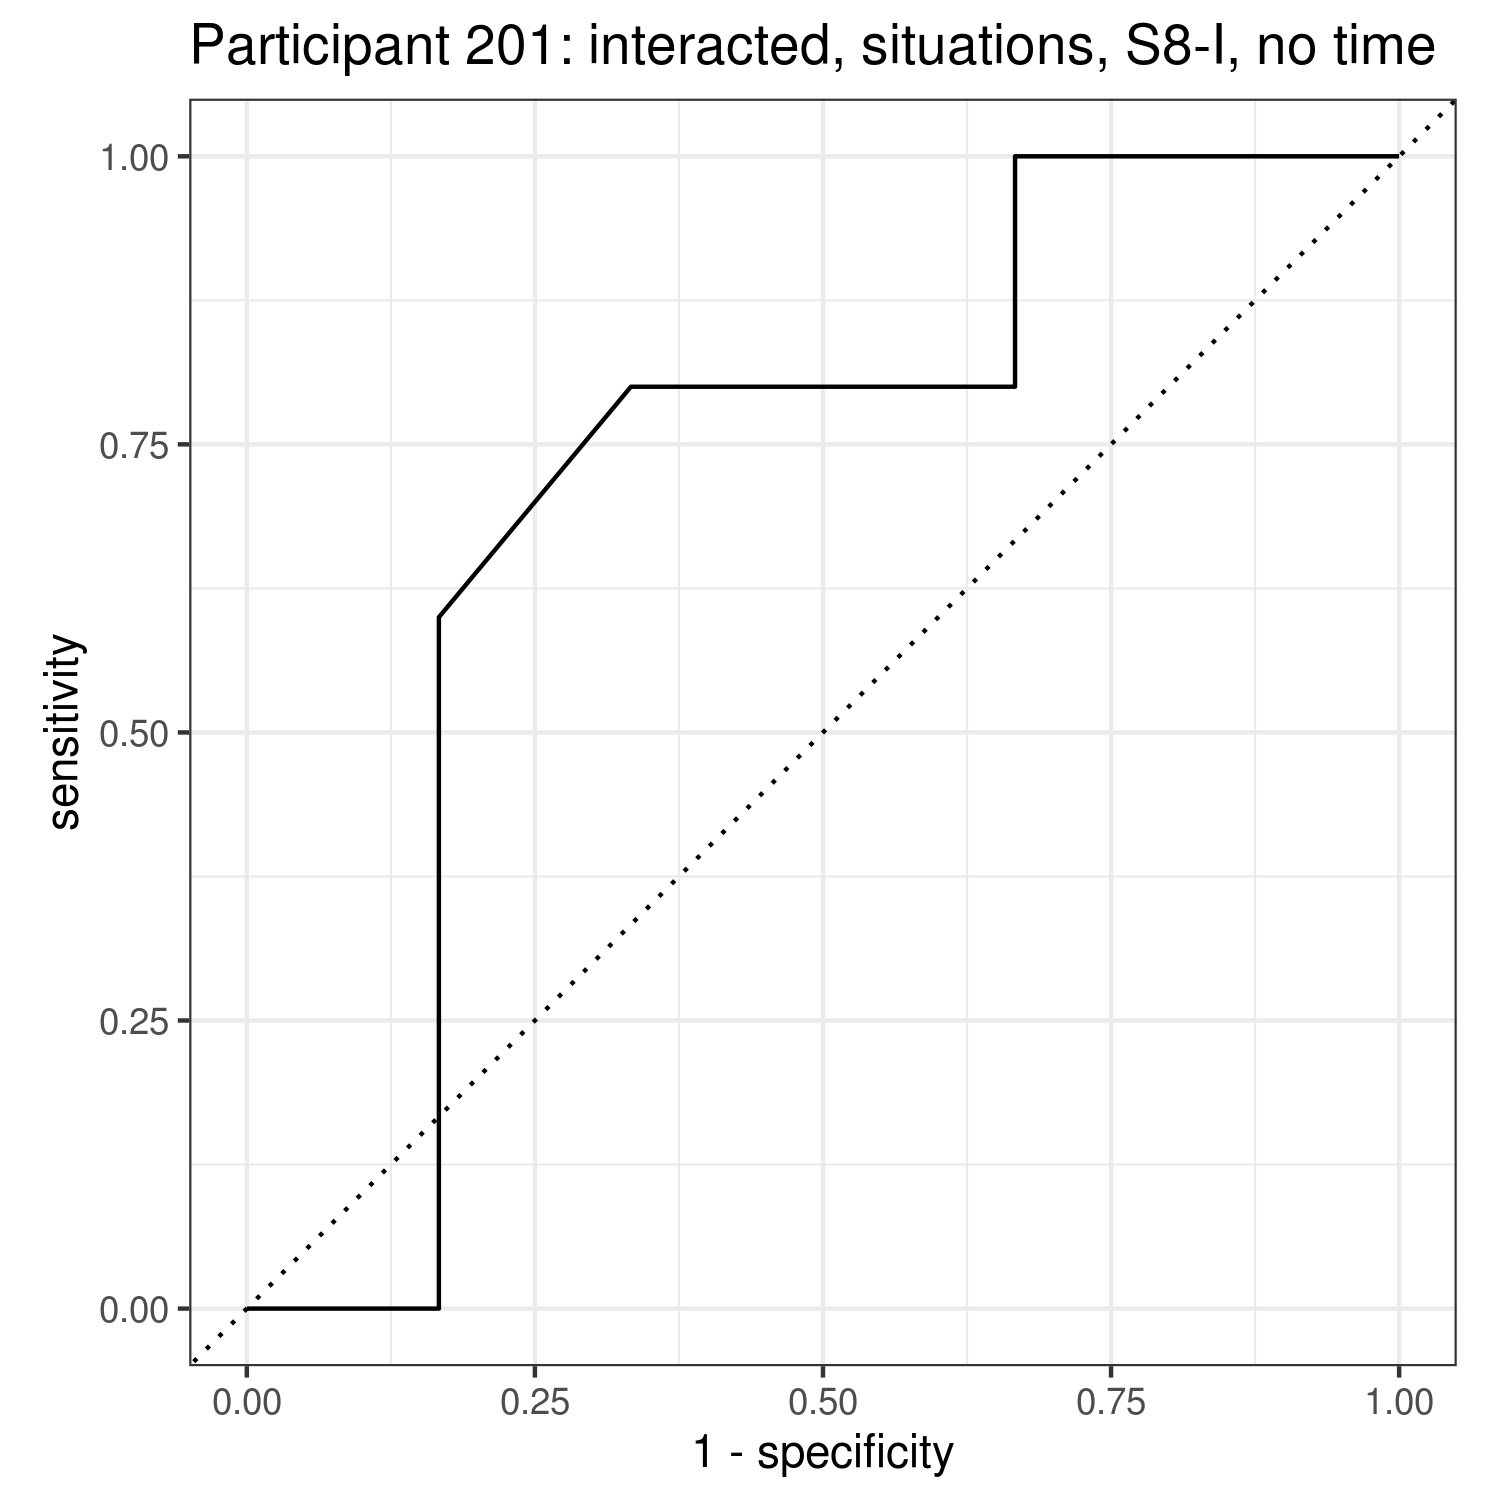 Participant 201: interacted, situations, S8-I, no time
1.00
0.75
0.50
0.25
0.00
sensitivity
0.00 0.25 0.50 0.75 1.00
1 - specificity